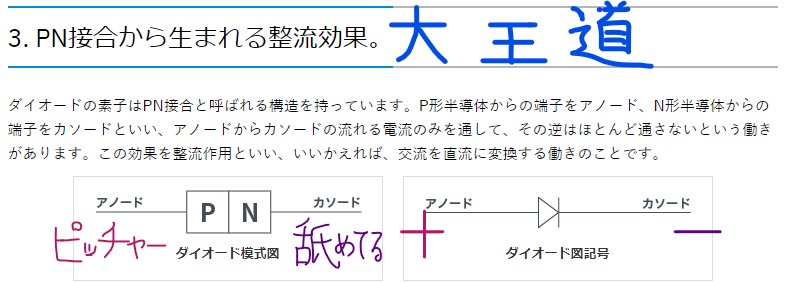 3. PN接合から生まれる整流効果。大王道
ダイオードの素子はPN接合と呼ばれる構造を持っています。P形半導体からの端子をアノード、N形半導体からの
端子をカソードといい、アノードからカソードの流れる電流のみを通して、その逆はほとんど通さないという働き
があります。この効果を整流作用といい、いいかえれば、交流を直流に変換する働きのことです。
アノード P N カソード
ピッチャー 舐めてる
ダイオード模式図
アノード カソード
+ −
ダイオード図記号